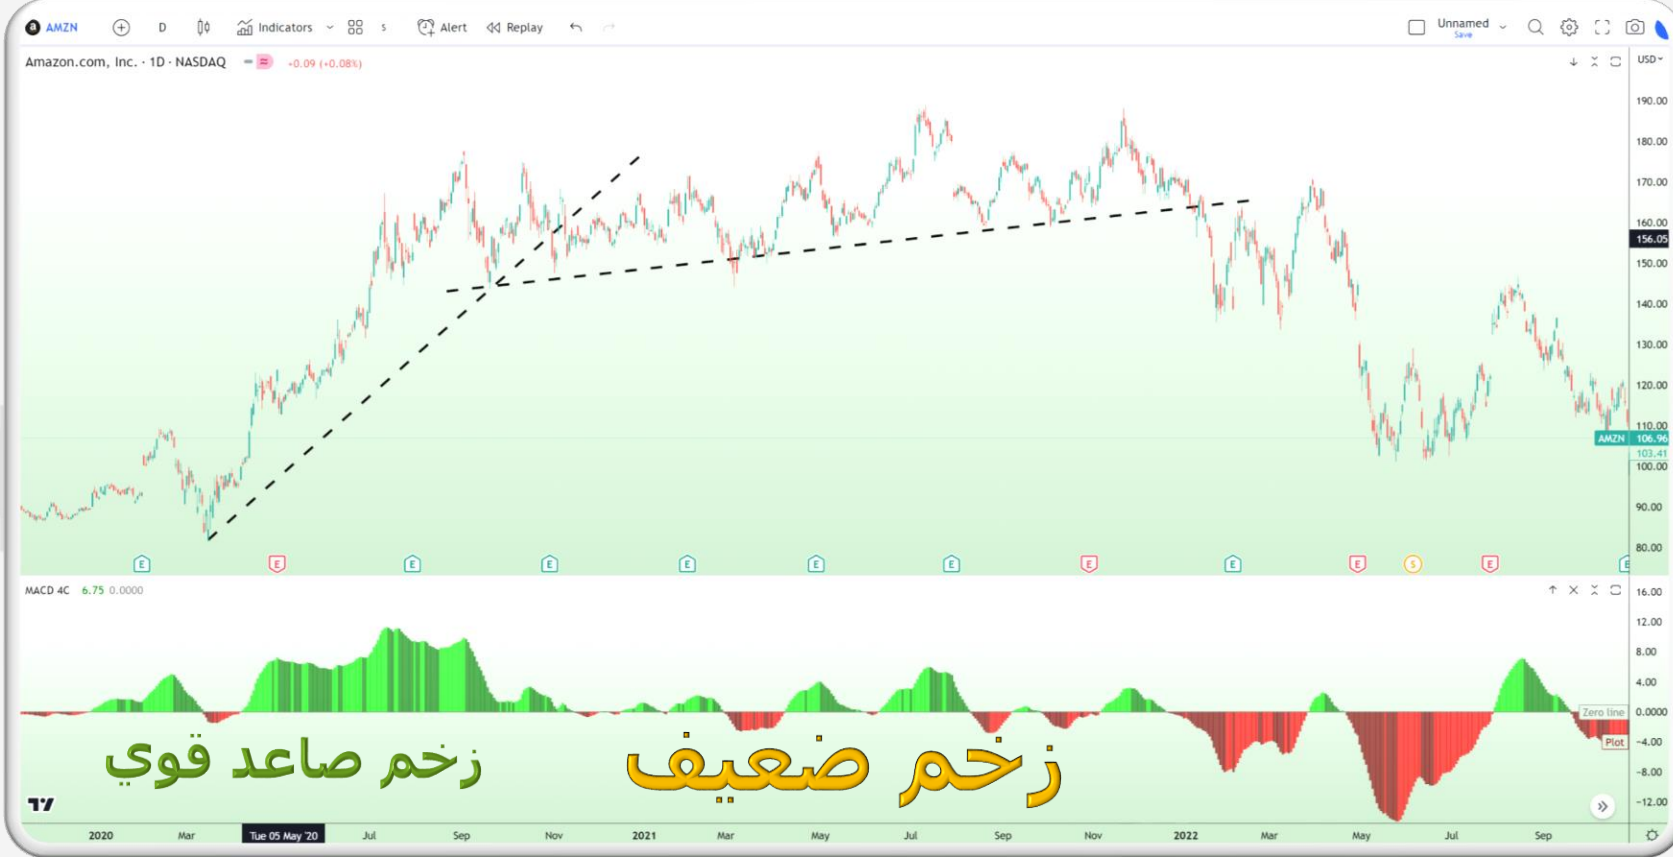 AMZN D Indicators s Alert Replay Unnamed
Save
Amazon.com, Inc. · 1D · NASDAQ +0.09 (+0.08%) USD
190.00
180.00
170.00
160.00
156.05
150.00
140.00
130.00
120.00
110.00
AMZN 106.96
103.41
100.00
90.00
80.00
E E E E E E E E E E S E E
MACD 4C 6.75 0.0000
16.00
12.00
8.00
4.00
Zero line 0.0000
Plot -4.00
-8.00
-12.00
زخم صاعد قوي
زخم ضعيف
2020 Mar Tue 05 May '20 Jul Sep Nov 2021 Mar May Jul Sep Nov 2022 Mar May Jul Sep